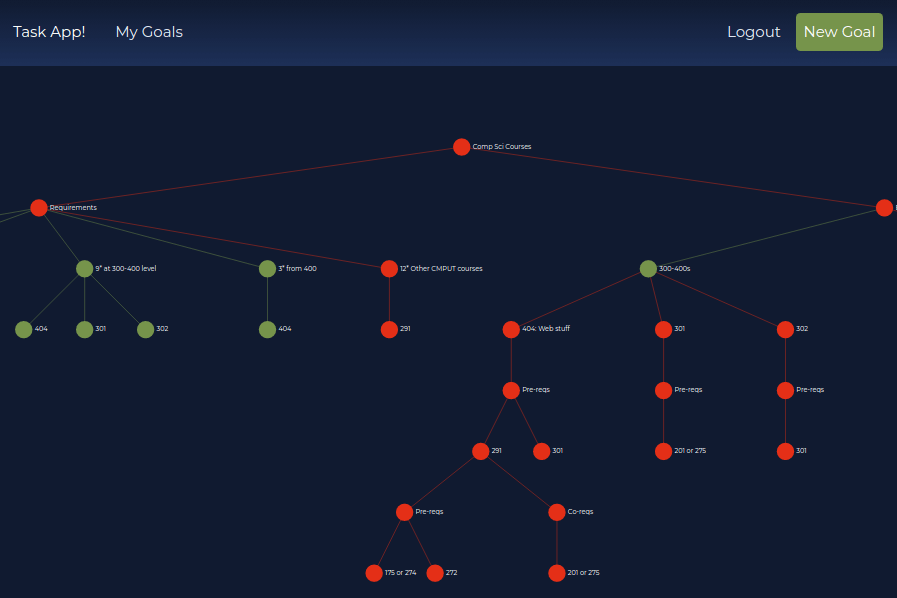 Task App!
My Goals
Logout
New Goal
Comp Sci Courses
Requirements
9* at 300-400 level
3* from 400
12* Other CMPUT courses
300-400s
404
301
302
404
291
404: Web stuff
301
302
Pre-reqs
Pre-reqs
Pre-reqs
291
301
201 or 275
301
Pre-reqs
Co-reqs
175 or 274
272
201 or 275